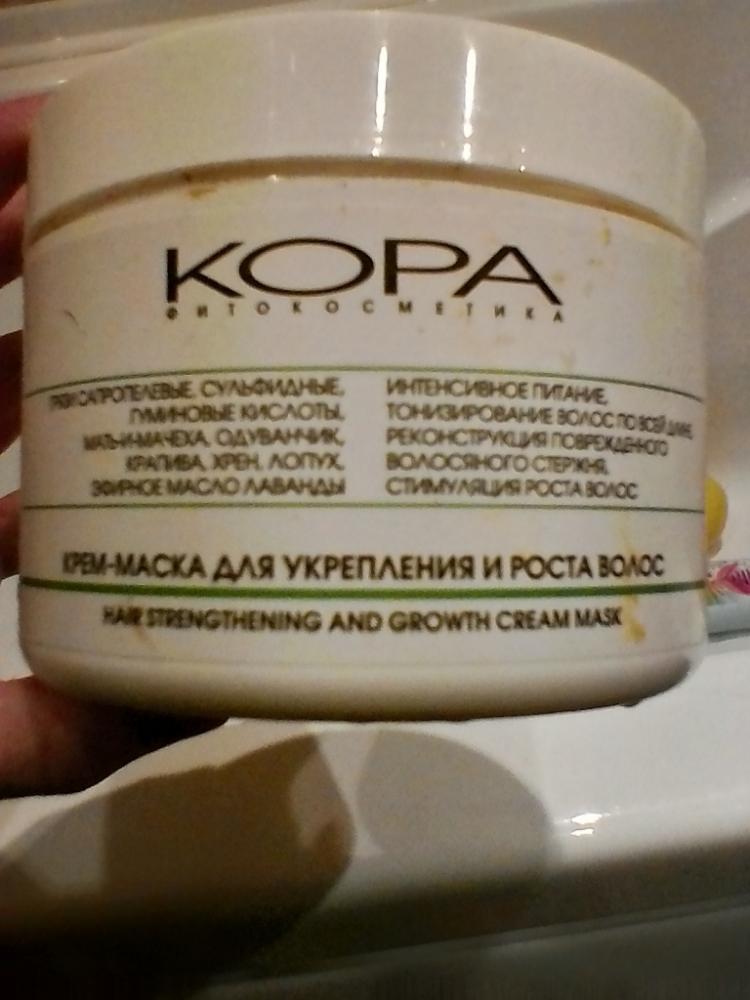 КОРА
ФИТОКОСМЕТИКА
ГРЯЗИ САПРОПЕЛЕВЫЕ, СУЛЬФИДНЫЕ,
ГУМИНОВЫЕ КИСЛОТЫ,
МАТЬ-И-МАЧЕХА, ОДУВАНЧИК,
КРАПИВА, ХРЕН, ЛОПУХ,
ЭФИРНОЕ МАСЛО ЛАВАНДЫ
ИНТЕНСИВНОЕ ПИТАНИЕ,
ТОНИЗИРОВАНИЕ ВОЛОС ПО ВСЕЙ ДЛИНЕ,
РЕКОНСТРУКЦИЯ ПОВРЕЖДЕННОГО
ВОЛОСЯНОГО СТЕРЖНЯ,
СТИМУЛЯЦИЯ РОСТА ВОЛОС
КРЕМ-МАСКА ДЛЯ УКРЕПЛЕНИЯ И РОСТА ВОЛОС
HAIR STRENGTHENING AND GROWTH CREAM MASK